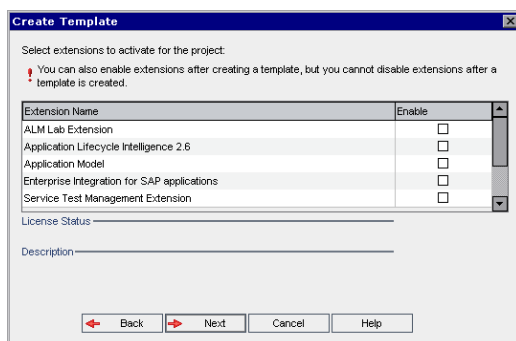 Create Template
Select extensions to activate for the project:
You can also enable extensions after creating a template, but you cannot disable extensions after a
template is created.
Extension Name Enable
ALM Lab Extension
Application Lifecycle Intelligence 2.6
Application Model
Enterprise Integration for SAP applications
Service Test Management Extension
License Status
Description
Back Next Cancel Help